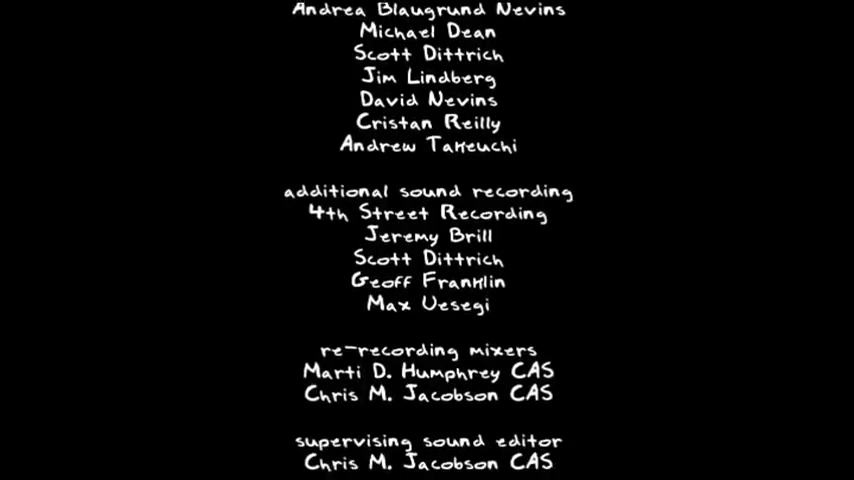 Andrea Blaugrund Nevins
Michael Dean
Scott Dittrich
Jim Lindberg
David Nevins
Cristan Reilly
Andrew Takeuchi
additional sound recording
4th Street Recording
Jeremy Brill
Scott Dittrich
Geoff Franklin
Max Uesegi
re-recording mixers
Marti D. Humphrey CAS
Chris M. Jacobson CAS
supervising sound editor
Chris M. Jacobson CAS